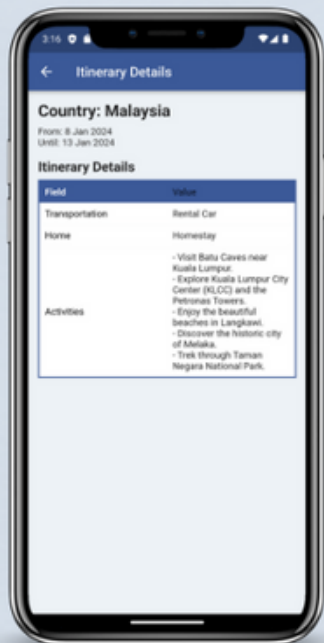 3:16
Itinerary Details
Country: Malaysia
From: 8 Jan 2024
Until: 13 Jan 2024
Itinerary Details
Field Value
Transportation Rental Car
Home Homestay
Activities
- Visit Batu Caves near
Kuala Lumpur.
- Explore Kuala Lumpur City
Center (KLCC) and the
Petronas Towers.
- Enjoy the beautiful
beaches in Langkawi.
- Discover the historic city
of Melaka.
- Trek through Taman
Negara National Park.